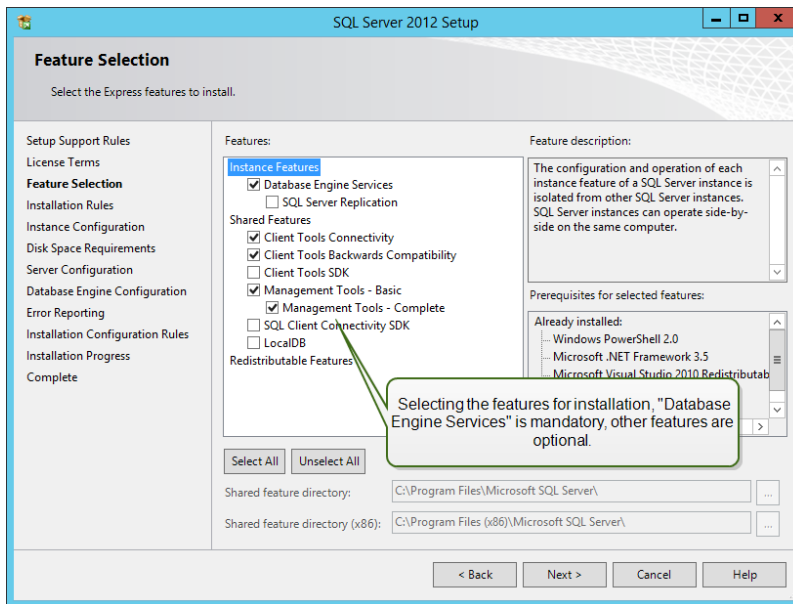 SQL Server 2012 Setup
Feature Selection
Select the Express features to install.
Setup Support Rules
License Terms
Feature Selection
Installation Rules
Instance Configuration
Disk Space Requirements
Server Configuration
Database Engine Configuration
Error Reporting
Installation Configuration Rules
Installation Progress
Complete
Features:
Instance Features
Database Engine Services
SQL Server Replication
Shared Features
Client Tools Connectivity
Client Tools Backwards Compatibility
Client Tools SDK
Management Tools - Basic
Management Tools - Complete
SQL Client Connectivity SDK
LocalDB
Redistributable Features
Feature description:
The configuration and operation of each
instance feature of a SQL Server instance is
isolated from other SQL Server instances.
SQL Server instances can operate side-by-
side on the same computer.
Prerequisites for selected features:
Already installed:
Windows PowerShell 2.0
Microsoft .NET Framework 3.5
Microsoft Visual Studio 2010 Redistributab
Selecting the features for installation, "Database
Engine Services" is mandatory, other features are
optional.
Select All
Unselect All
Shared feature directory:
C:\Program Files\Microsoft SQL Server\
...
Shared feature directory (x86):
C:\Program Files (x86)\Microsoft SQL Server\
...
< Back
Next >
Cancel
Help